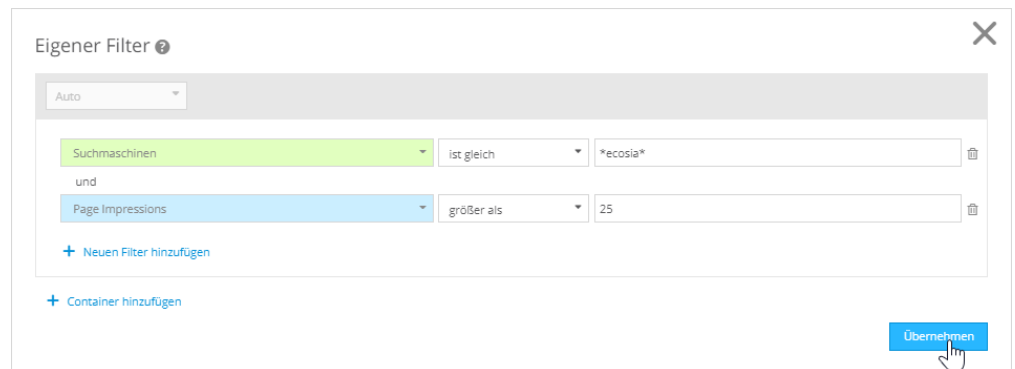 Eigener Filter
Auto
Suchmaschinen ist gleich *ecosia*
und
Page Impressions größer als 25
+ Neuen Filter hinzufügen
+ Container hinzufügen
Übernehmen